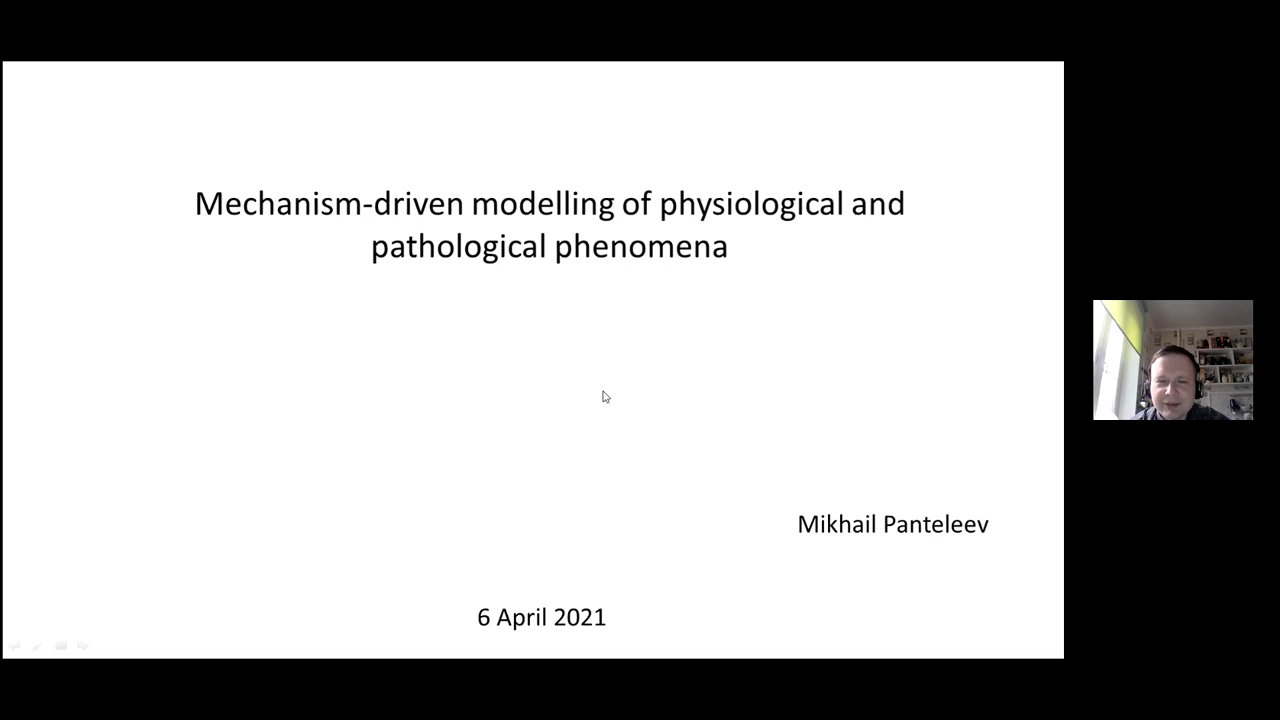 Mechanism-driven modelling of physiological and
pathological phenomena
Mikhail Panteleev
6 April 2021